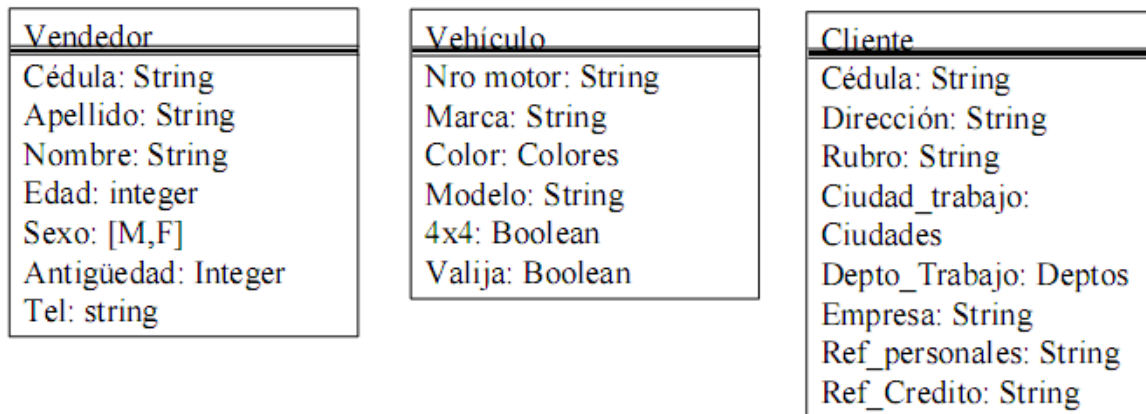 Vendedor
Cédula: String
Apellido: String
Nombre: String
Edad: integer
Sexo: [M,F]
Antigüedad: Integer
Tel: string
Vehículo
Nro motor: String
Marca: String
Color: Colores
Modelo: String
4x4: Boolean
Valija: Boolean
Cliente
Cédula: String
Dirección: String
Rubro: String
Ciudad_trabajo:
Ciudades
Depto_Trabajo: Deptos
Empresa: String
Ref_personales: String
Ref_Credito: String